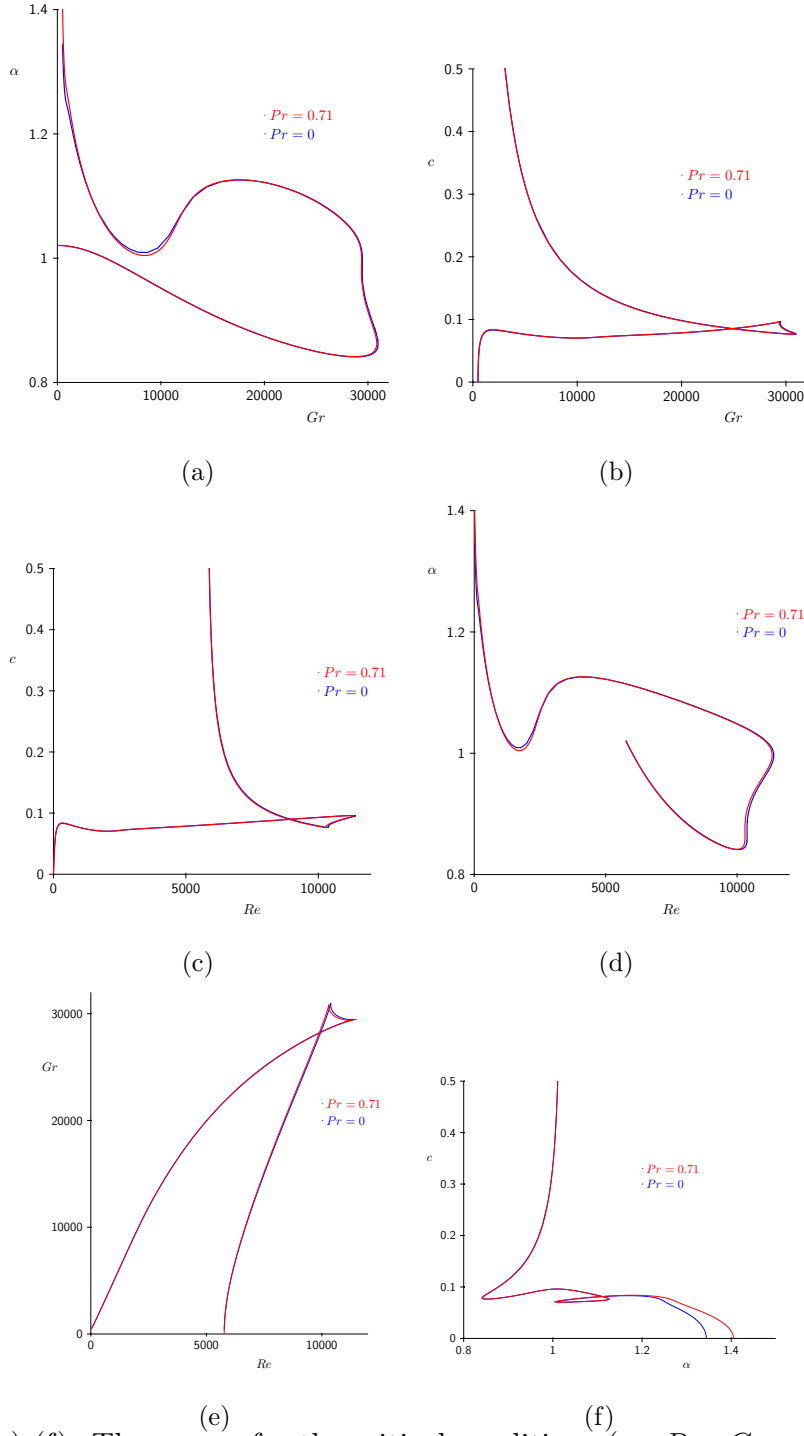 1.4
α
1.2
1
0.8
0
10000
20000
30000
Gr
· Pr = 0.71
· Pr = 0
(a)
0.5
0.4
c
0.3
0.2
0.1
0
0
10000
20000
30000
Gr
· Pr = 0.71
· Pr = 0
(b)
0.5
0.4
c
0.3
0.2
0.1
0
0
5000
10000
Re
· Pr = 0.71
· Pr = 0
(c)
1.4
α
1.2
1
0.8
0
5000
10000
Re
· Pr = 0.71
· Pr = 0
(d)
30000
Gr
20000
10000
0
0
5000
10000
Re
· Pr = 0.71
· Pr = 0
(e)
0.5
0.4
c
0.3
0.2
0.1
0
0.8
1
1.2
1.4
α
· Pr = 0.71
· Pr = 0
(f)